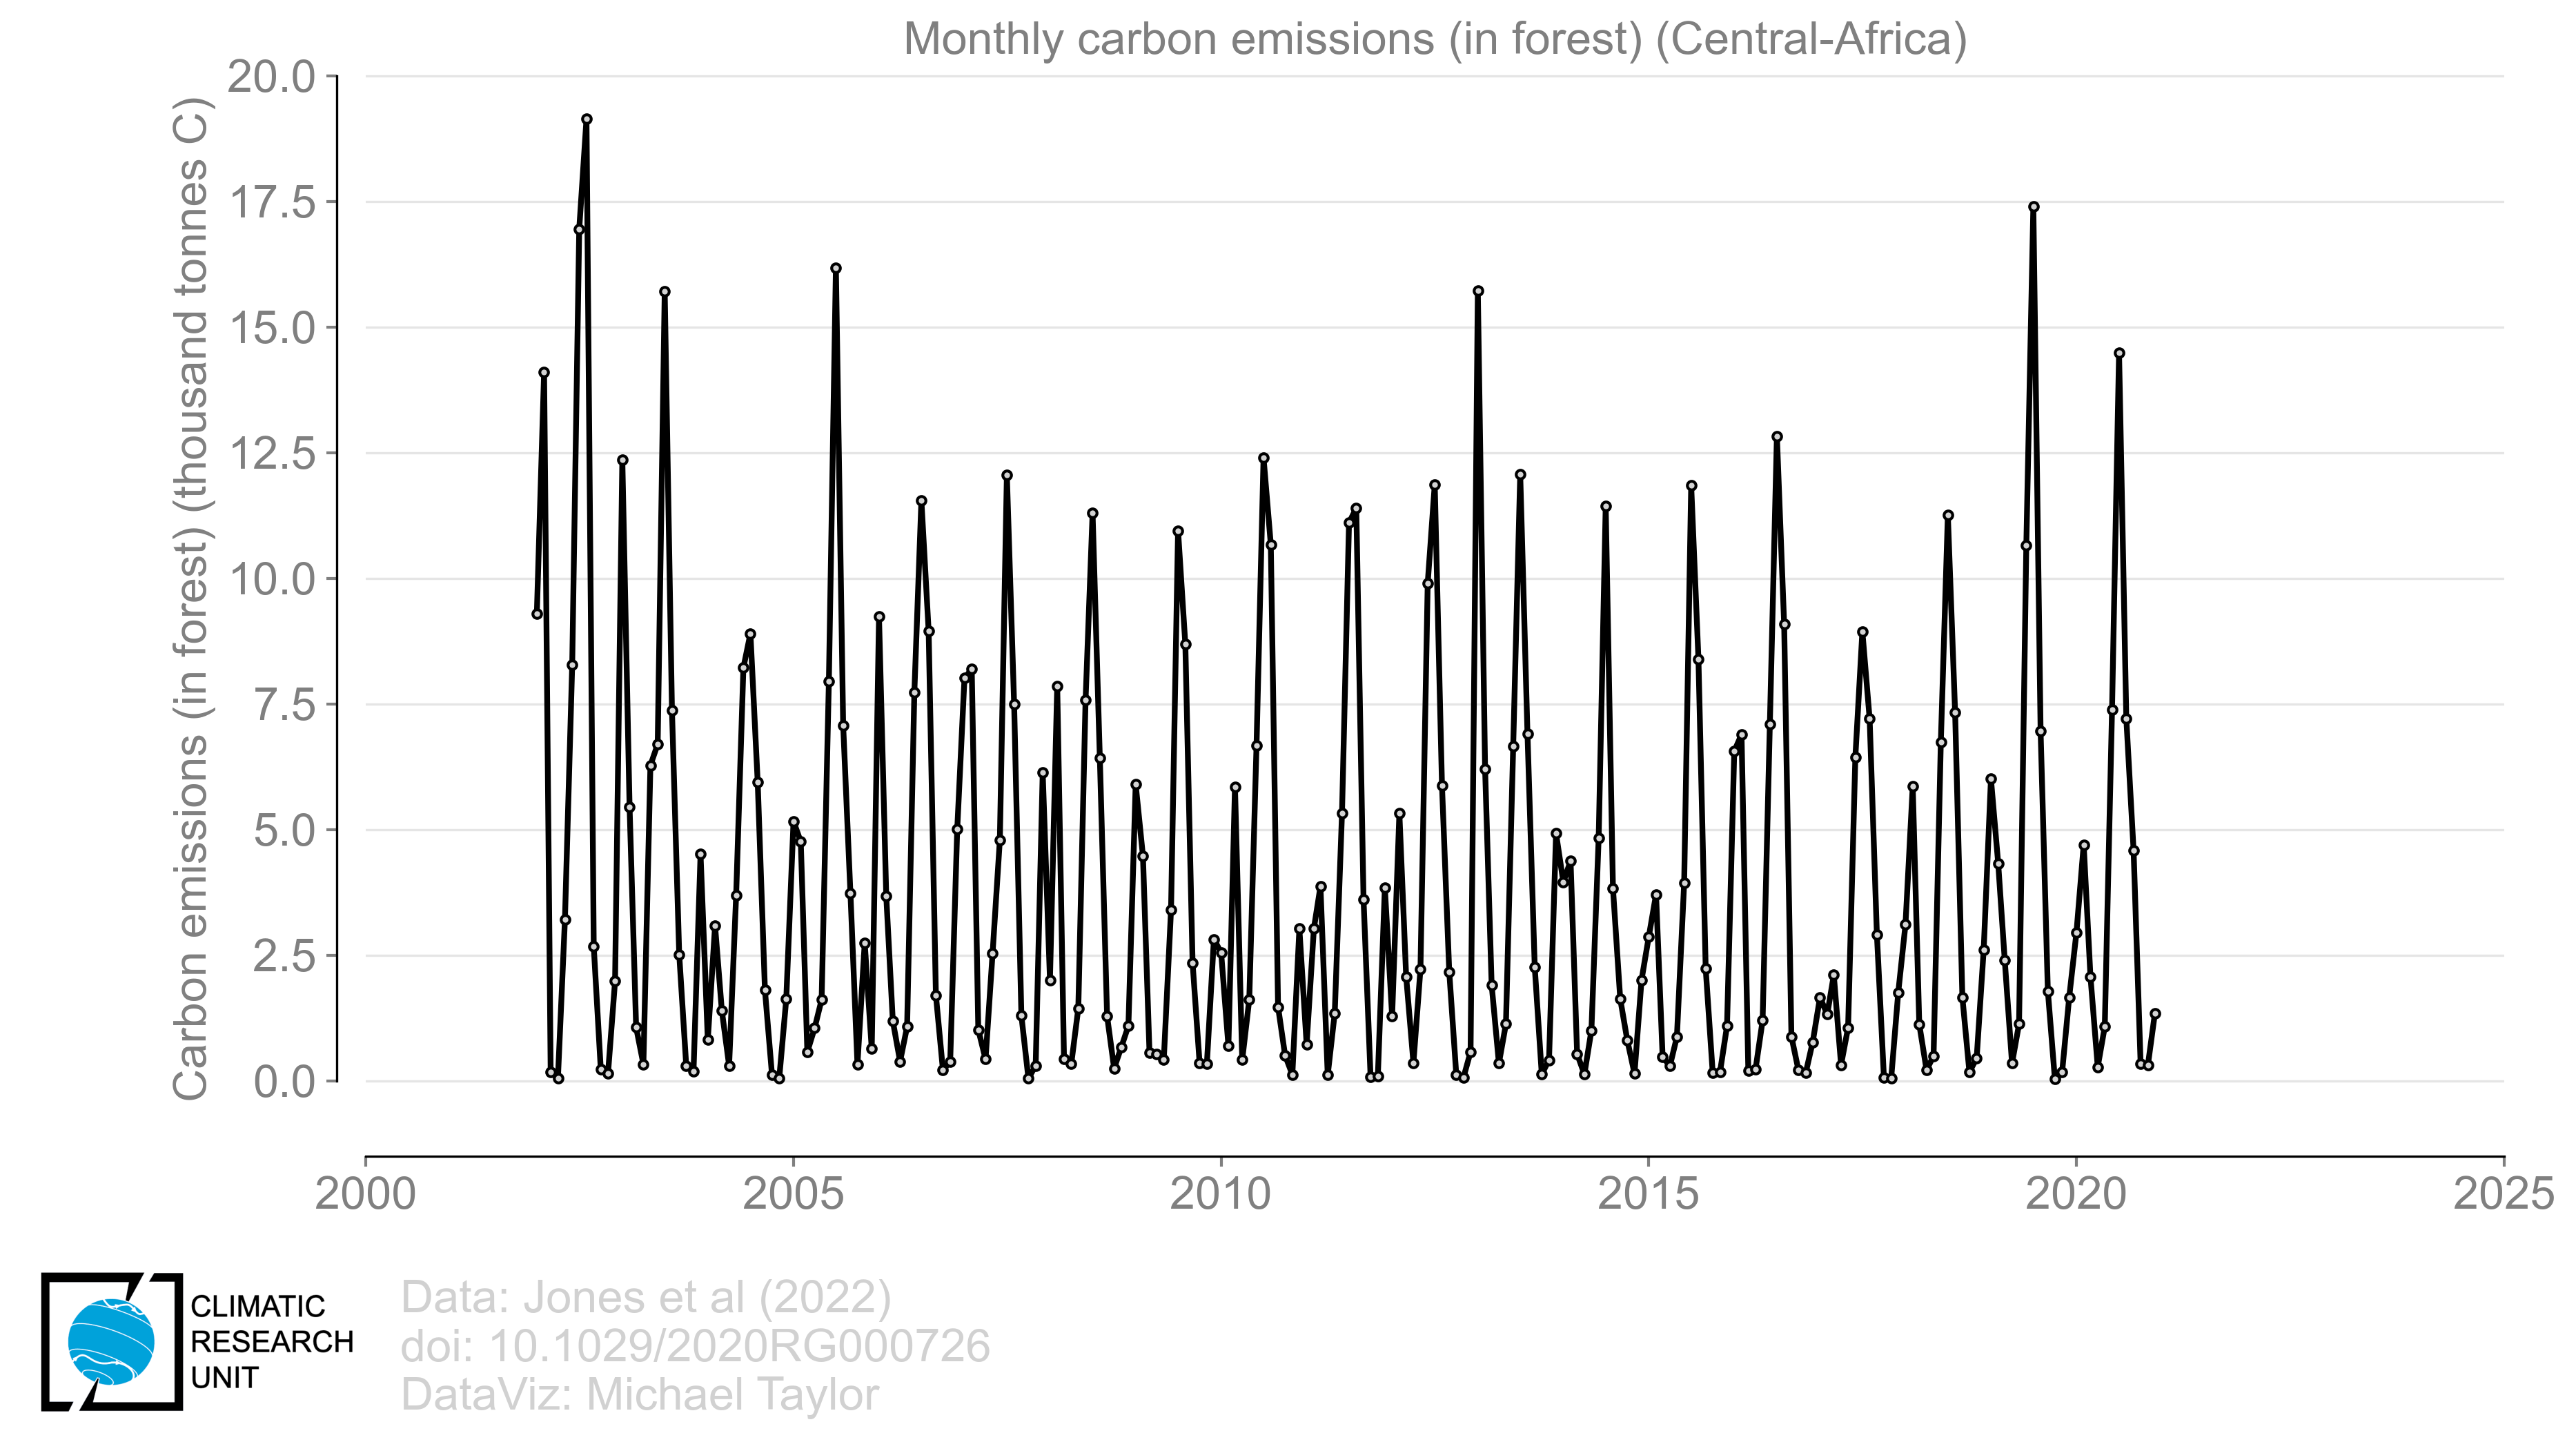 Monthly carbon emissions (in forest) (Central-Africa)
Carbon emissions (in forest) (thousand tonnes C)
20.0
17.5
15.0
12.5
10.0
7.5
5.0
2.5
0.0
2000
2005
2010
2015
2020
2025
CLIMATIC
RESEARCH
UNIT
Data: Jones et al (2022)
doi: 10.1029/2020RG000726
DataViz: Michael Taylor